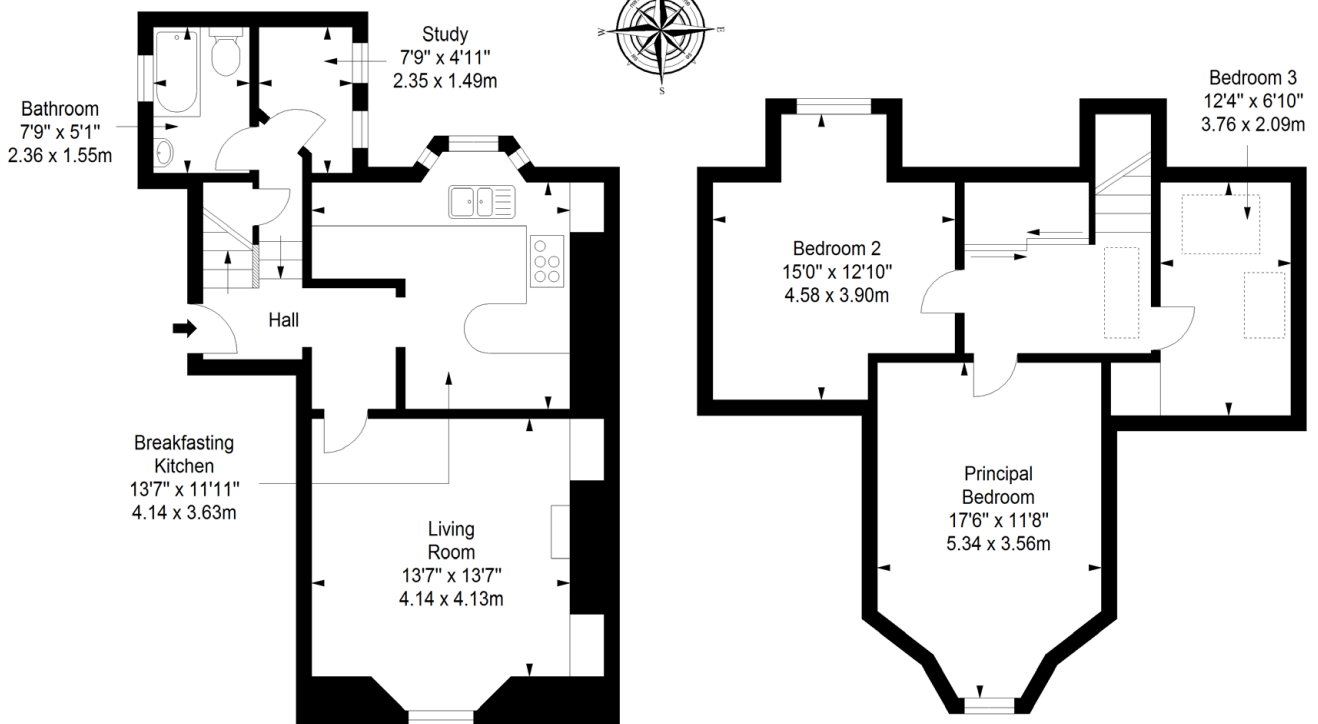 Study
7'9" x 4'11"
2.35 x 1.49m
W
E
S
Bathroom
7'9" x 5'1"
2.36 x 1.55m
Bedroom 3
12'4" x 6'10"
3.76 x 2.09m
Hall
Bedroom 2
15'0" x 12'10"
4.58 x 3.90m
Breakfasting
Kitchen
13'7" x 11'11"
4.14 x 3.63m
Living
Room
13'7" x 13'7"
4.14 x 4.13m
Principal
Bedroom
17'6" x 11'8"
5.34 x 3.56m